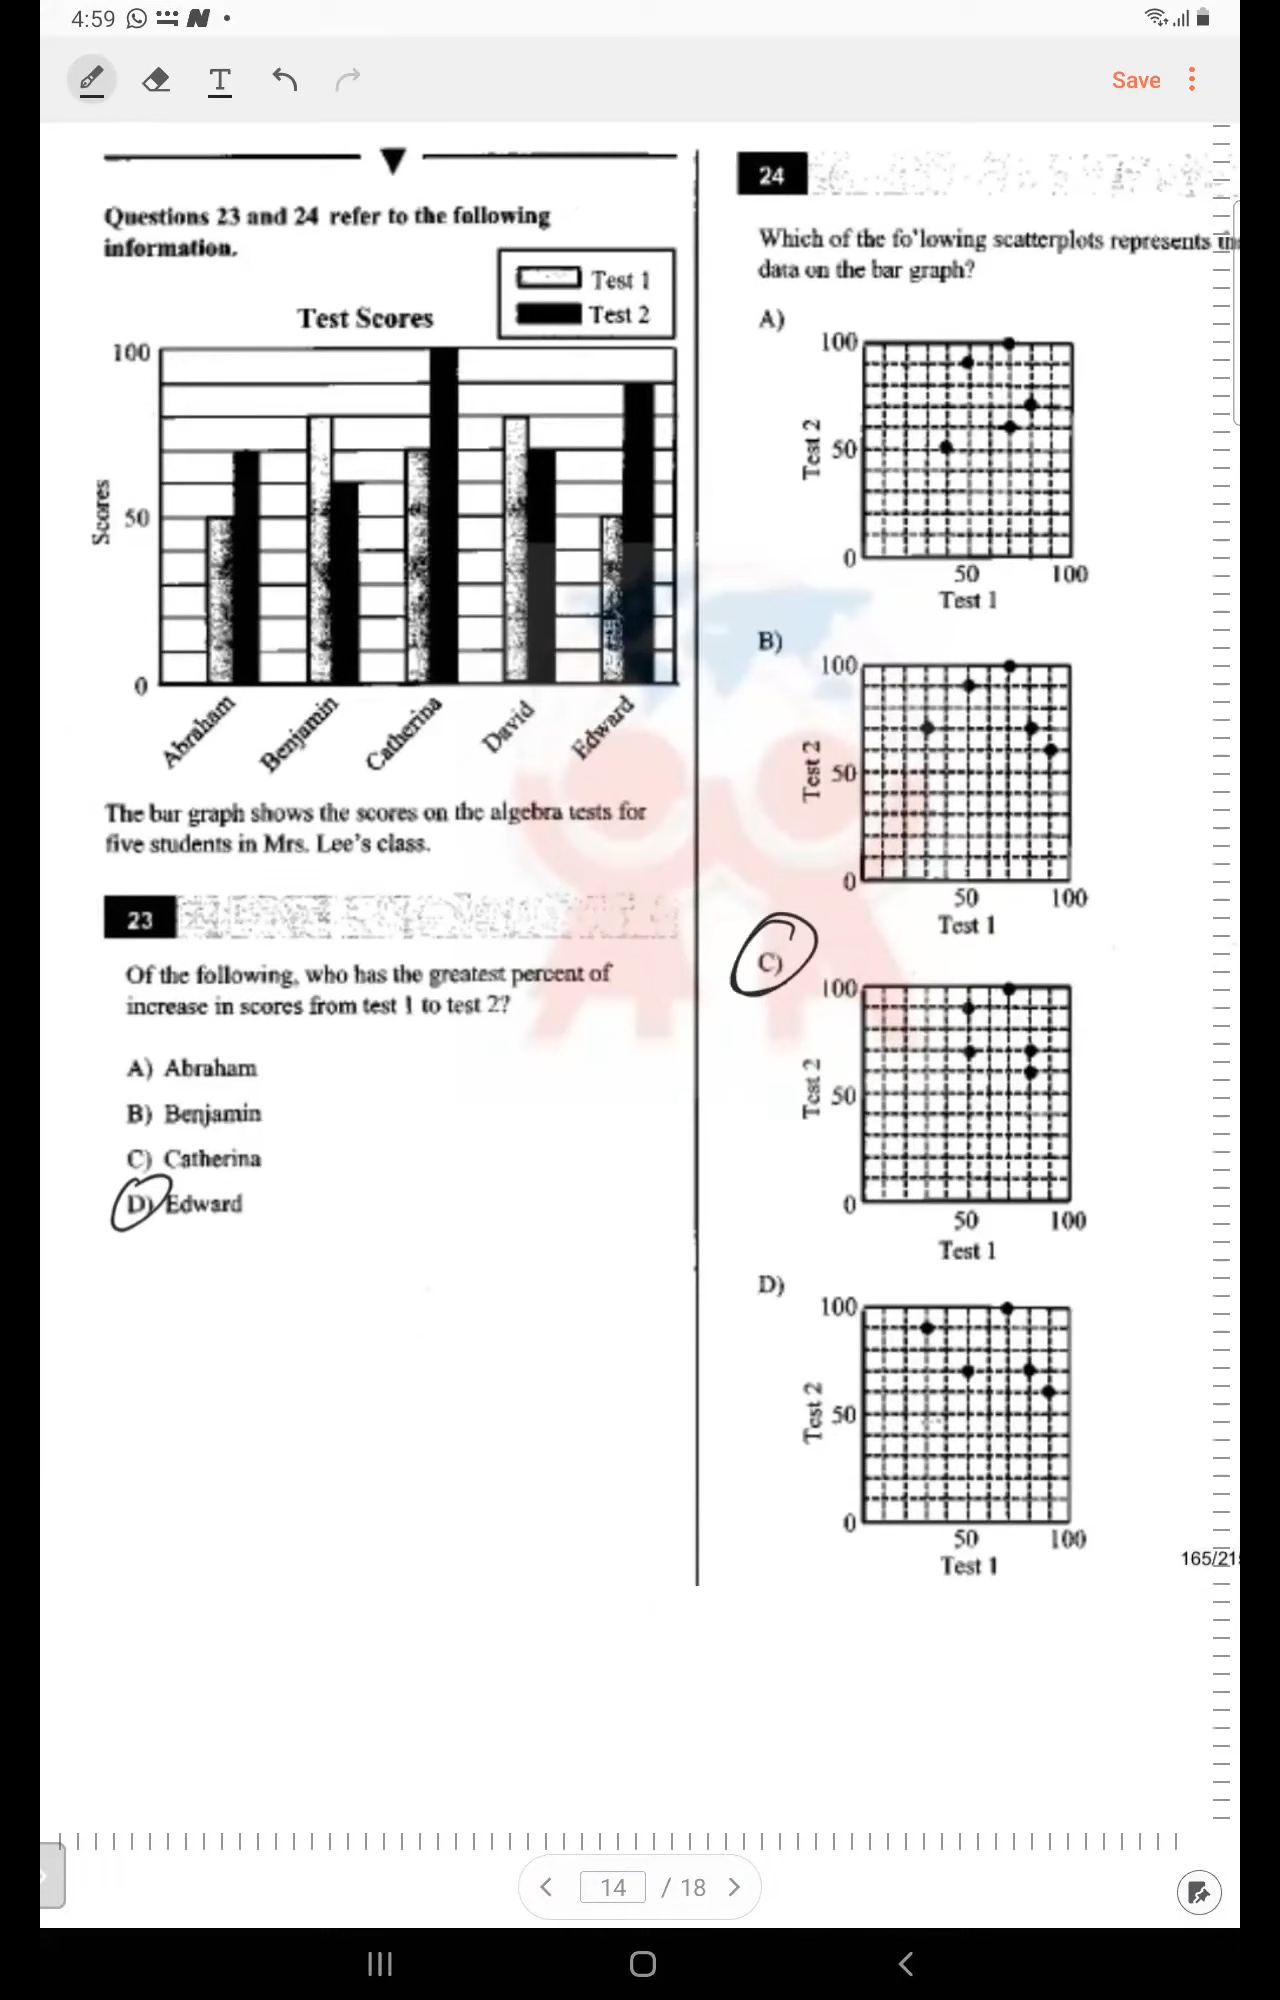 4:59
T
Save
Questions 23 and 24 refer to the following
information.
Test 1
Test 2
Test Scores
100
50
0
Scores
Abraham
Benjamin
Catherina
David
Edward
The bar graph shows the scores on the algebra tests for
five students in Mrs. Lee's class.
23
Of the following, who has the greatest percent of
increase in scores from test 1 to test 2?
A) Abraham
B) Benjamin
C) Catherina
D) Edward
24
Which of the fo'lowing scatterplots represents
data on the bar graph?
A)
100
Test 2
50
0
50
100
Test 1
B)
100
Test 2
50
0
50
100
Test 1
C)
100
Test 2
50
0
50
100
Test 1
D)
100
Test 2
50
0
50
100
Test 1
165/21
14 / 18